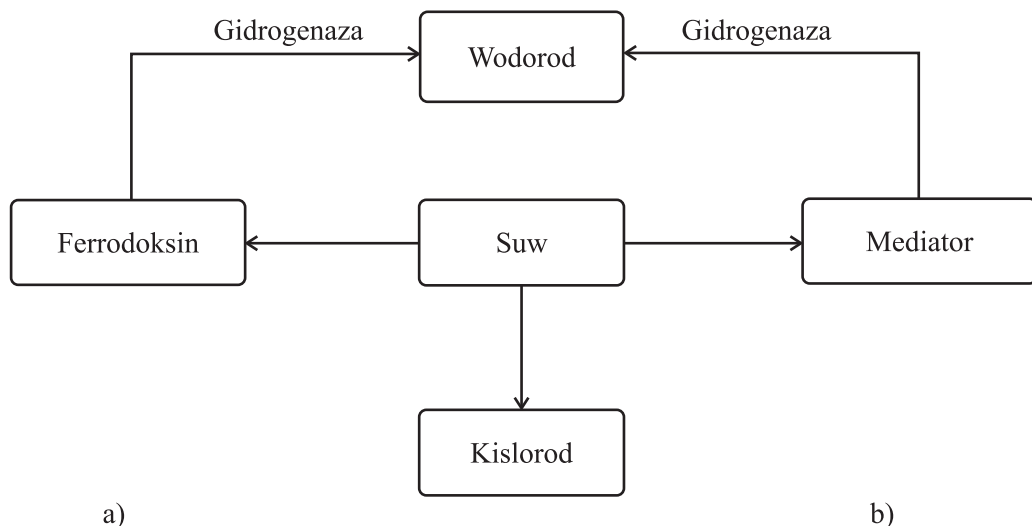 Gidrogenaza
Wodorod
Gidrogenaza
Ferrodoksin
Suw
Mediator
Kislorod
a)
b)